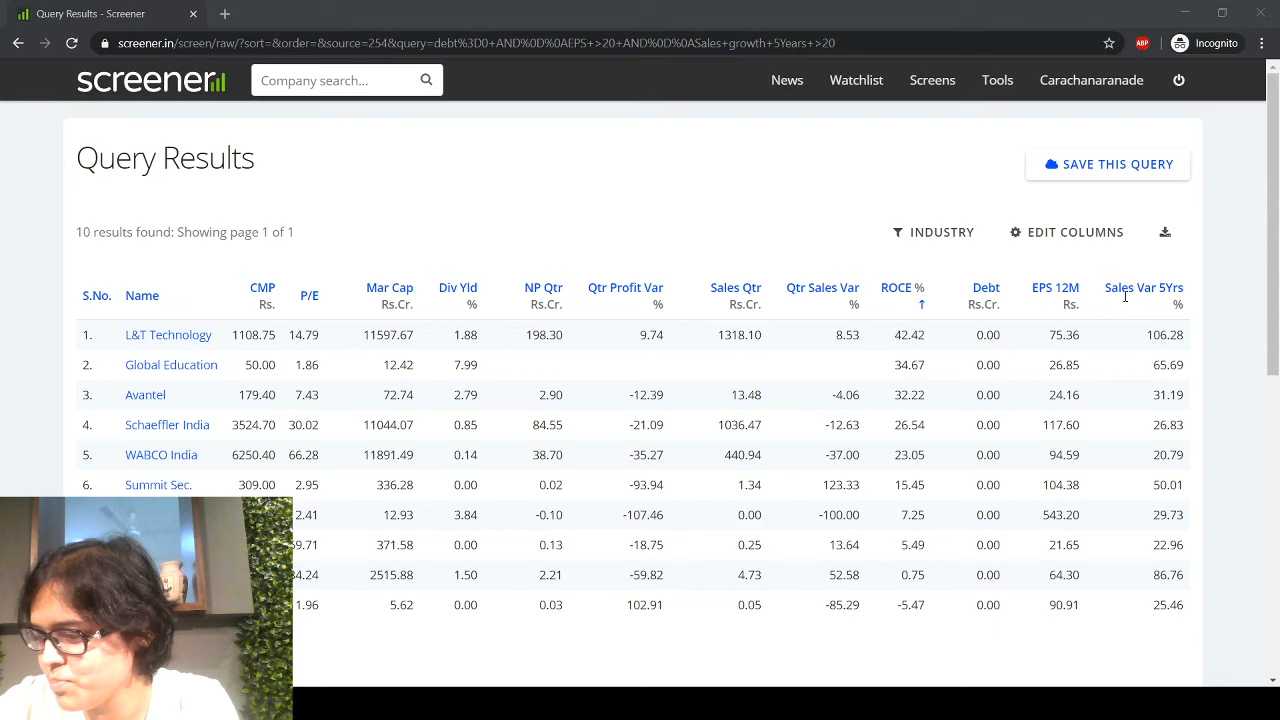 Query Results - Screener
screener.in/screen/raw/?sort=&order=&source=254&query=debt%3D0 AND%0D%0AEPS >20 AND%0D%0ASales growth 5Years >20
ABP
Incognito
screener
Company search...
News
Watchlist
Screens
Tools
Carachanaranade
Query Results
SAVE THIS QUERY
10 results found: Showing page 1 of 1
INDUSTRY
EDIT COLUMNS
S.No. Name CMP Rs. P/E Mar Cap Rs.Cr. Div Yld % NP Qtr Rs.Cr. Qtr Profit Var % Sales Qtr Rs.Cr. Qtr Sales Var % ROCE % ↑ Debt Rs.Cr. EPS 12M Rs. Sales Var 5Yrs %
1. L&T Technology 1108.75 14.79 11597.67 1.88 198.30 9.74 1318.10 8.53 42.42 0.00 75.36 106.28
2. Global Education 50.00 1.86 12.42 7.99 34.67 0.00 26.85 65.69
3. Avantel 179.40 7.43 72.74 2.79 2.90 -12.39 13.48 -4.06 32.22 0.00 24.16 31.19
4. Schaeffler India 3524.70 30.02 11044.07 0.85 84.55 -21.09 1036.47 -12.63 26.54 0.00 117.60 26.83
5. WABCO India 6250.40 66.28 11891.49 0.14 38.70 -35.27 440.94 -37.00 23.05 0.00 94.59 20.79
6. Summit Sec. 309.00 2.95 336.28 0.00 0.02 -93.94 1.34 123.33 15.45 0.00 104.38 50.01
2.41 12.93 3.84 -0.10 -107.46 0.00 -100.00 7.25 0.00 543.20 29.73
9.71 371.58 0.00 0.13 -18.75 0.25 13.64 5.49 0.00 21.65 22.96
4.24 2515.88 1.50 2.21 -59.82 4.73 52.58 0.75 0.00 64.30 86.76
1.96 5.62 0.00 0.03 102.91 0.05 -85.29 -5.47 0.00 90.91 25.46